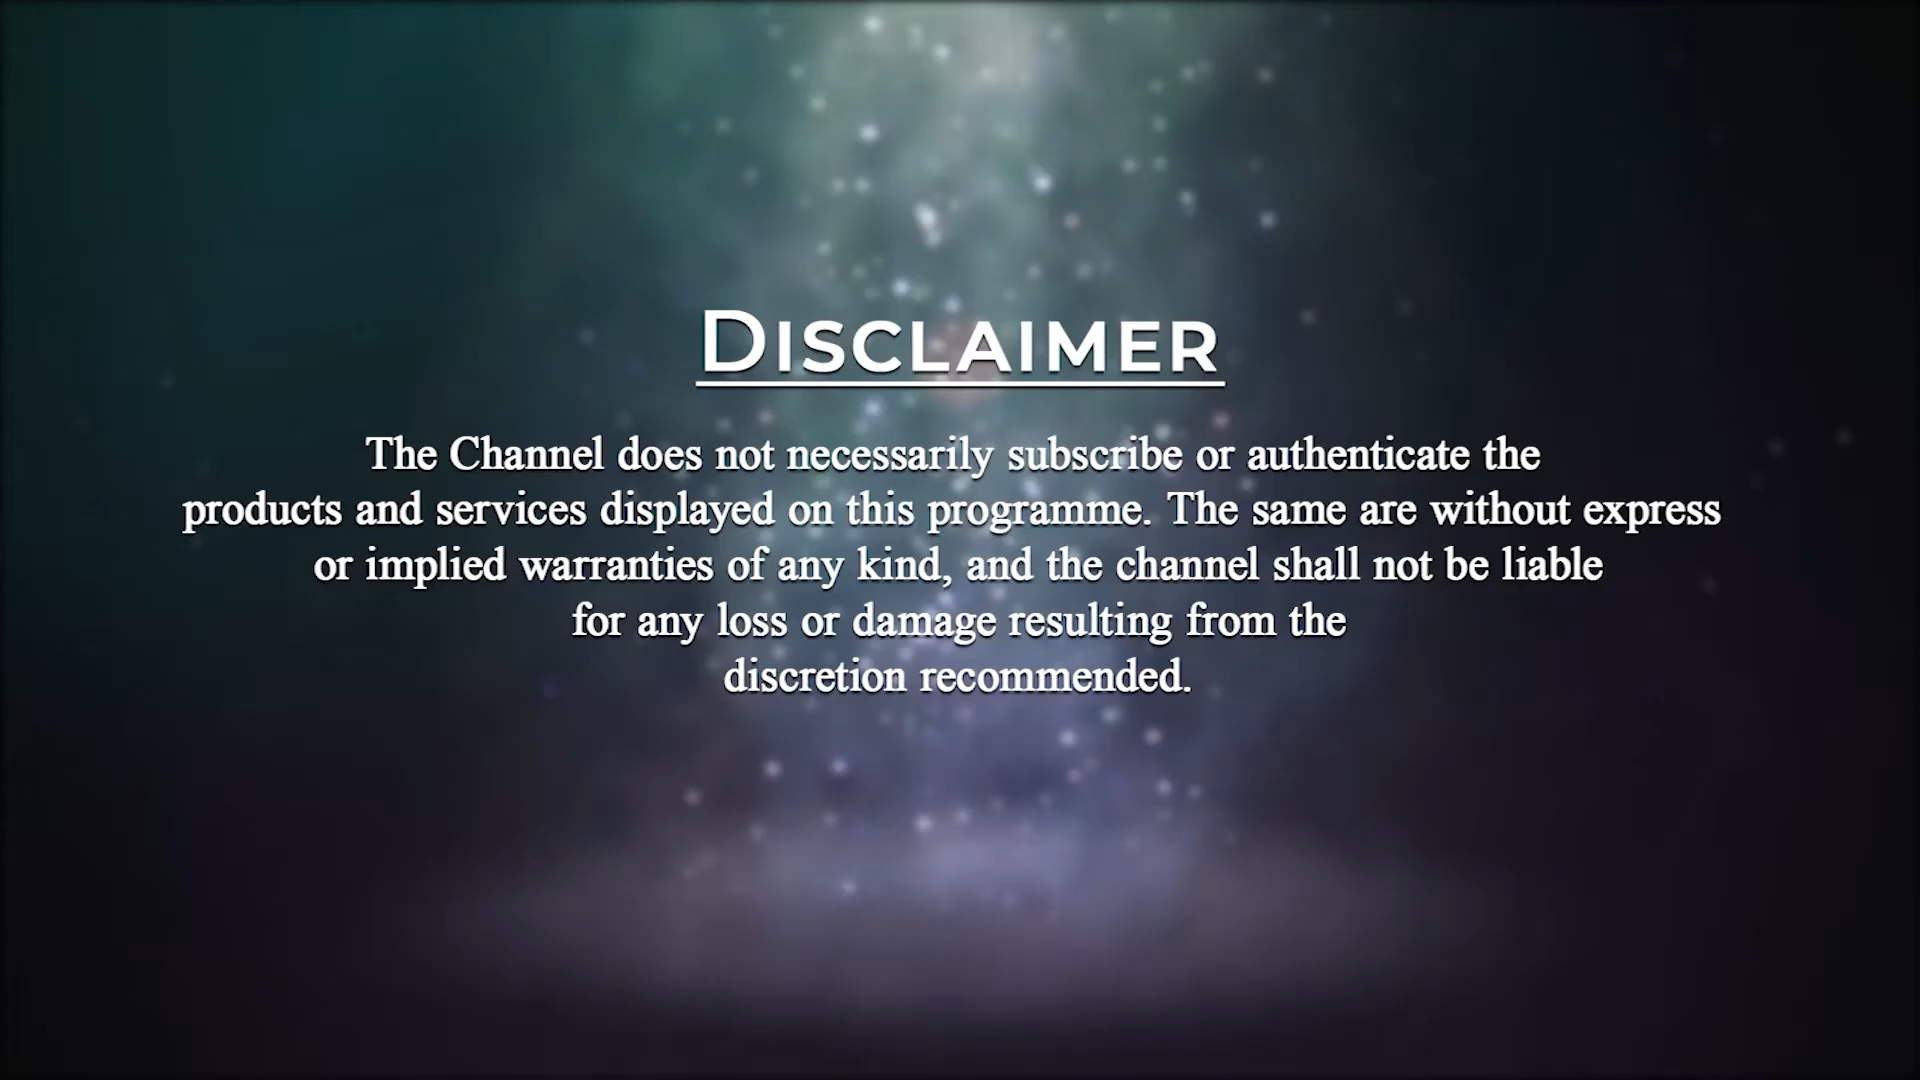 DISCLAIMER
The Channel does not necessarily subscribe or authenticate the
products and services displayed on this programme. The same are without express
or implied warranties of any kind, and the channel shall not be liable
for any loss or damage resulting from the
discretion recommended.